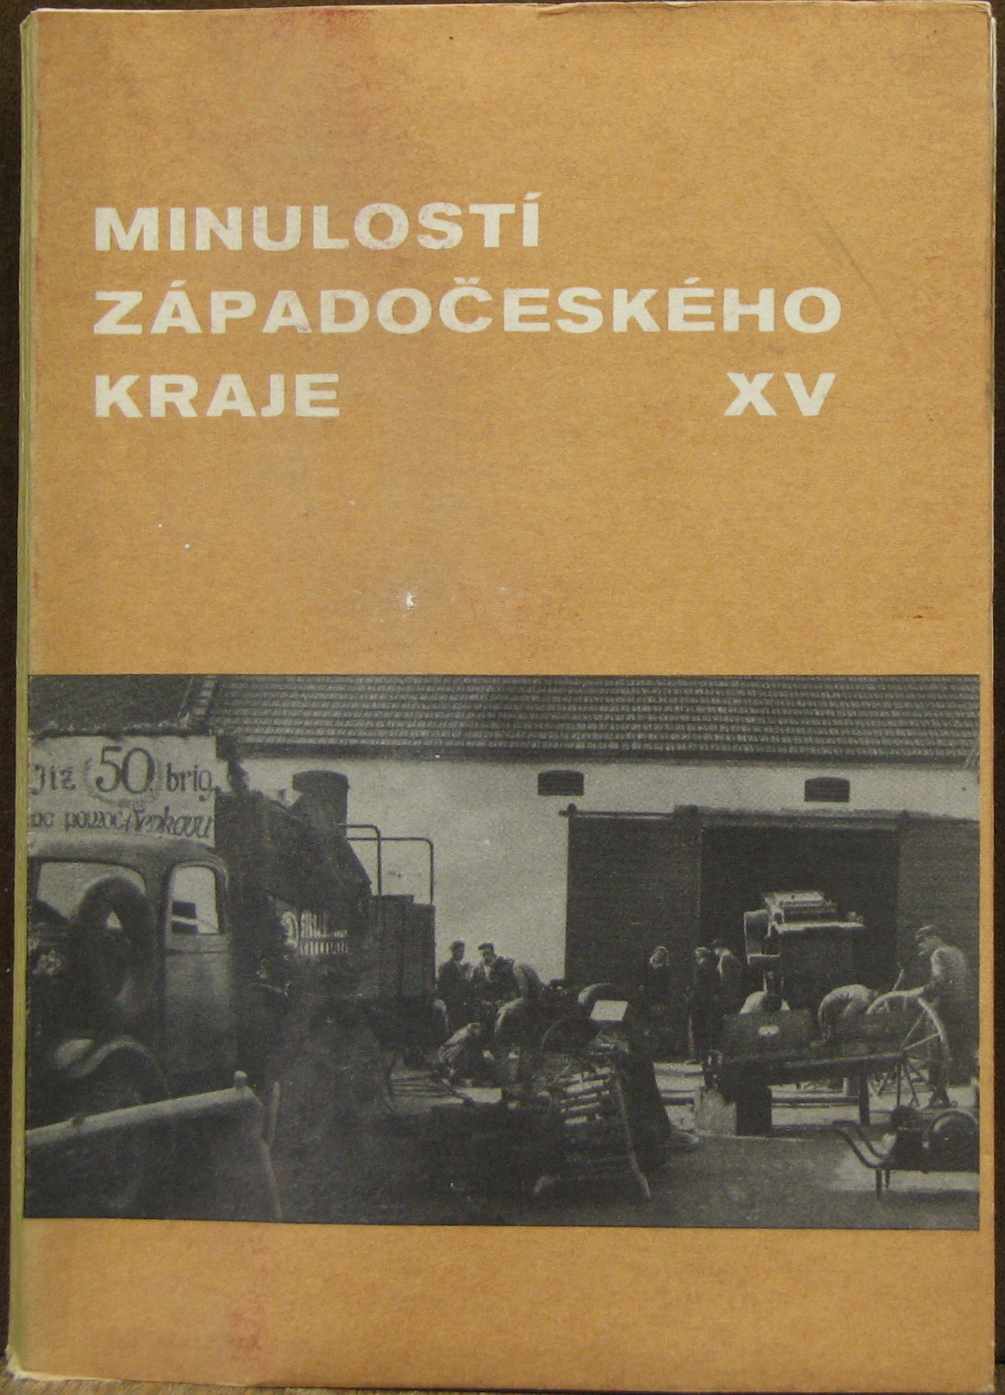 MINULOSTÍ
ZÁPADOČESKÉHO
KRAJE XV
Již 50. brig.